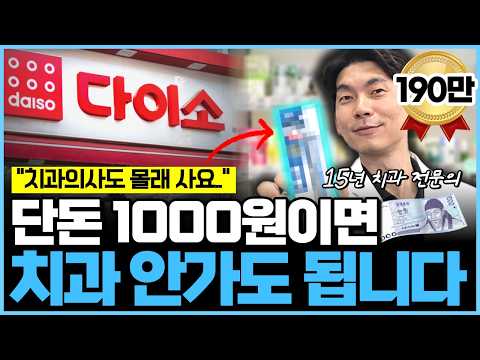 daiso
다이소
190만
"치과의사도 몰래 사요."
15년 치과 전문의
단돈 1000원이면
치과 안가도 됩니다